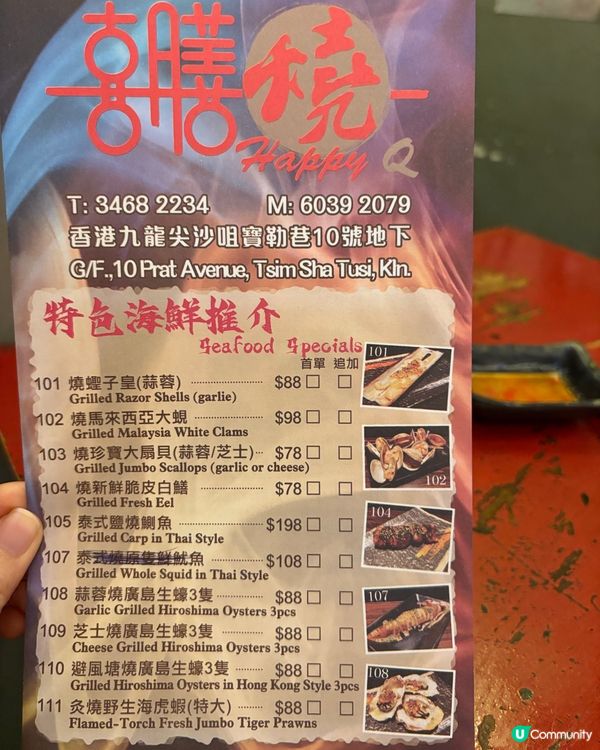 喜膳燒
Happy Q
T: 3468 2234 M: 6039 2079
香港九龍尖沙咀寶勒巷10號地下
G/F.,10 Prat Avenue, Tsim Sha Tusi, Kln.
特色海鮮推介
Seafood Specials
首單 追加
101 燒蟶子皇(蒜蓉) $88
Grilled Razor Shells (garlie)
102 燒馬來西亞大蜆 $98
Grilled Malaysia White Clams
103 燒珍寶大扇貝(蒜蓉/芝士) $78
Grilled Jumbo Scallops (garlic or cheese)
104 燒新鮮脆皮白鱔 $78
Grilled Fresh Eel
105 泰式鹽燒鯽魚 $198
Grilled Carp in Thai Style
107 泰式燒原隻鮮魷魚 $108
Grilled Whole Squid in Thai Style
108 蒜蓉燒廣島生蠔3隻 $88
Garlic Grilled Hiroshima Oysters 3pcs
109 芝士燒廣島生蠔3隻 $88
Cheese Grilled Hiroshima Oysters 3pcs
110 避風塘燒廣島生蠔3隻 $88
Grilled Hiroshima Oysters in Hong Kong Style 3pcs
111 炙燒野生海虎蝦(特大) $88
Flamed-Torch Fresh Jumbo Tiger Prawns
101
102
104
107
108
U Community